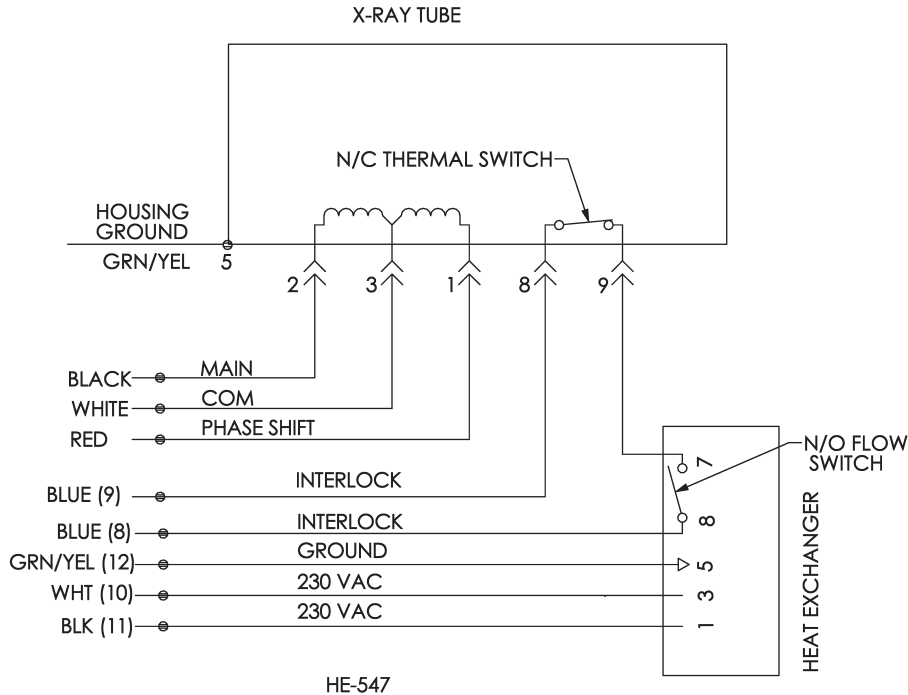 X-RAY TUBE
N/C THERMAL SWITCH
HOUSING
GROUND
GRN/YEL
5
2
3
1
8
9
BLACK
MAIN
WHITE
COM
RED
PHASE SHIFT
BLUE (9)
INTERLOCK
BLUE (8)
INTERLOCK
GRN/YEL (12)
GROUND
WHT (10)
230 VAC
BLK (11)
230 VAC
7
8
5
3
1
N/O FLOW
SWITCH
HEAT EXCHANGER
HE-547